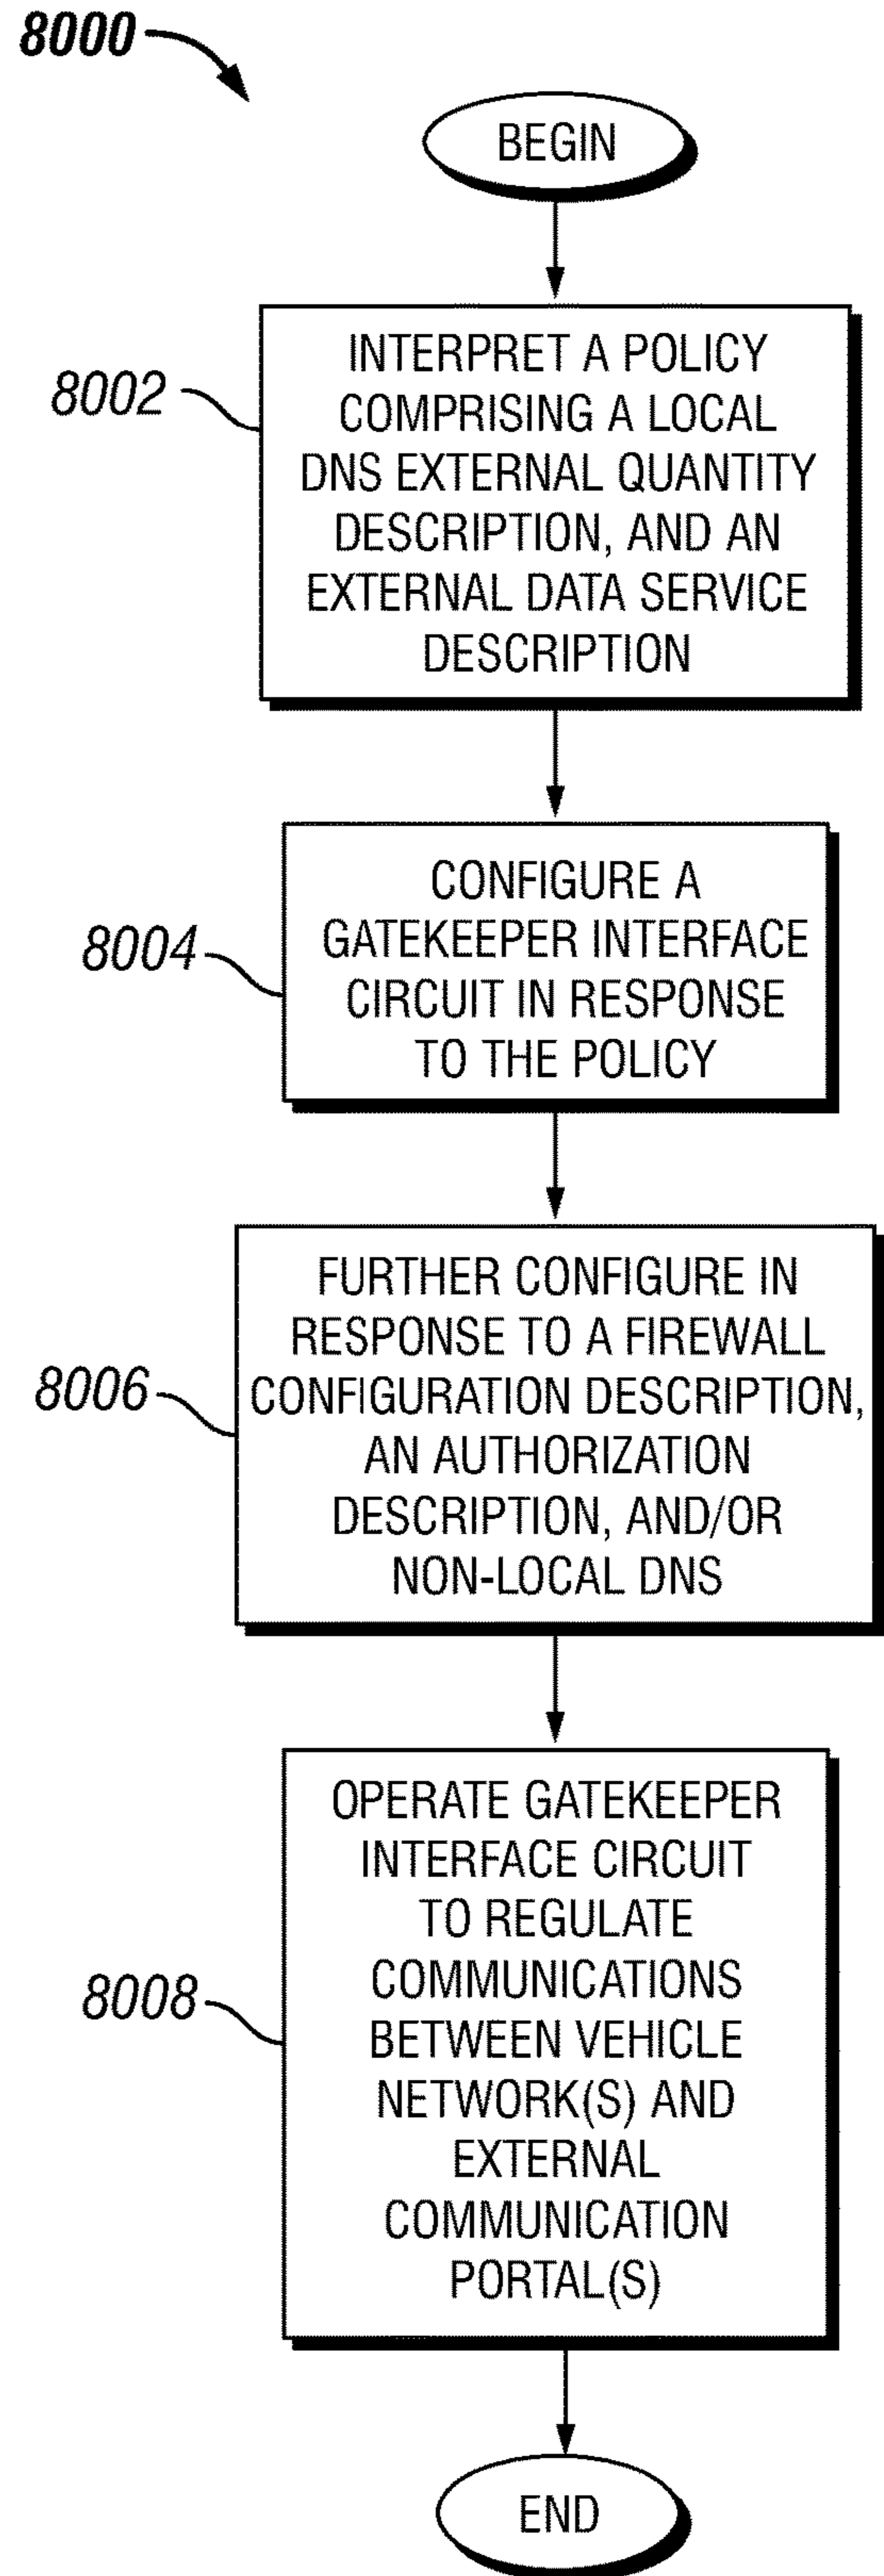 8000
BEGIN
8002
INTERPRET A POLICY
COMPRISING A LOCAL
DNS EXTERNAL QUANTITY
DESCRIPTION, AND AN
EXTERNAL DATA SERVICE
DESCRIPTION
8004
CONFIGURE A
GATEKEEPER INTERFACE
CIRCUIT IN RESPONSE
TO THE POLICY
8006
FURTHER CONFIGURE IN
RESPONSE TO A FIREWALL
CONFIGURATION DESCRIPTION,
AN AUTHORIZATION
DESCRIPTION, AND/OR
NON-LOCAL DNS
8008
OPERATE GATEKEEPER
INTERFACE CIRCUIT
TO REGULATE
COMMUNICATIONS
BETWEEN VEHICLE
NETWORK(S) AND
EXTERNAL
COMMUNICATION
PORTAL(S)
END